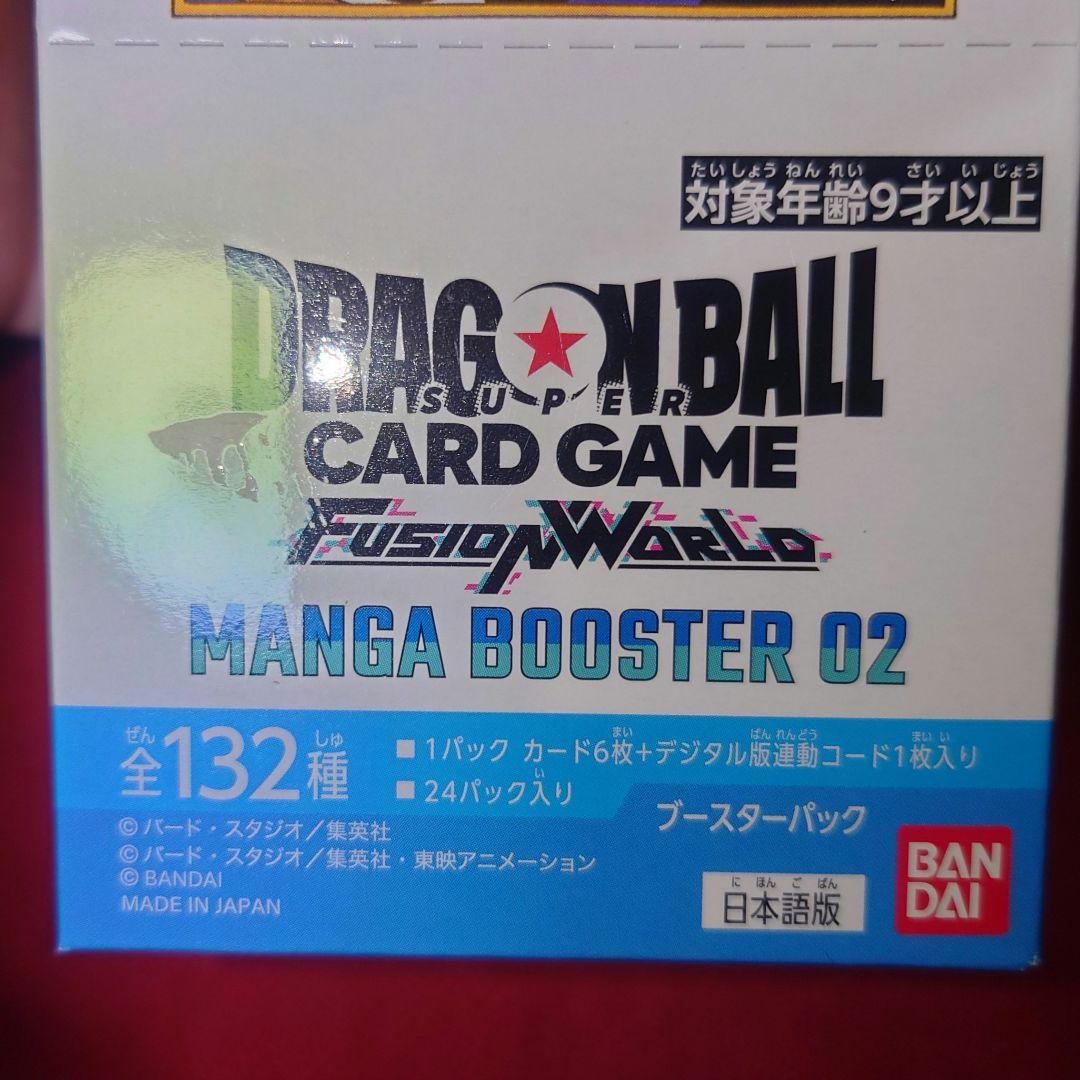 たいしょうねんれい さいいじょう
対象年齢9才以上
DRAGON BALL
SUPER
CARD GAME
FUSION WORLD
MANGA BOOSTER 02
ぜん しゅ
全132種
まい ばんれんどう まいい
■1パック カード6枚+デジタル版連動コード1枚入り
い
■24パック入り
ブースターパック
©バード・スタジオ／集英社
©バード・スタジオ／集英社・東映アニメーション
©BANDAI
MADE IN JAPAN
にほんごばん
日本語版
BAN
DAI